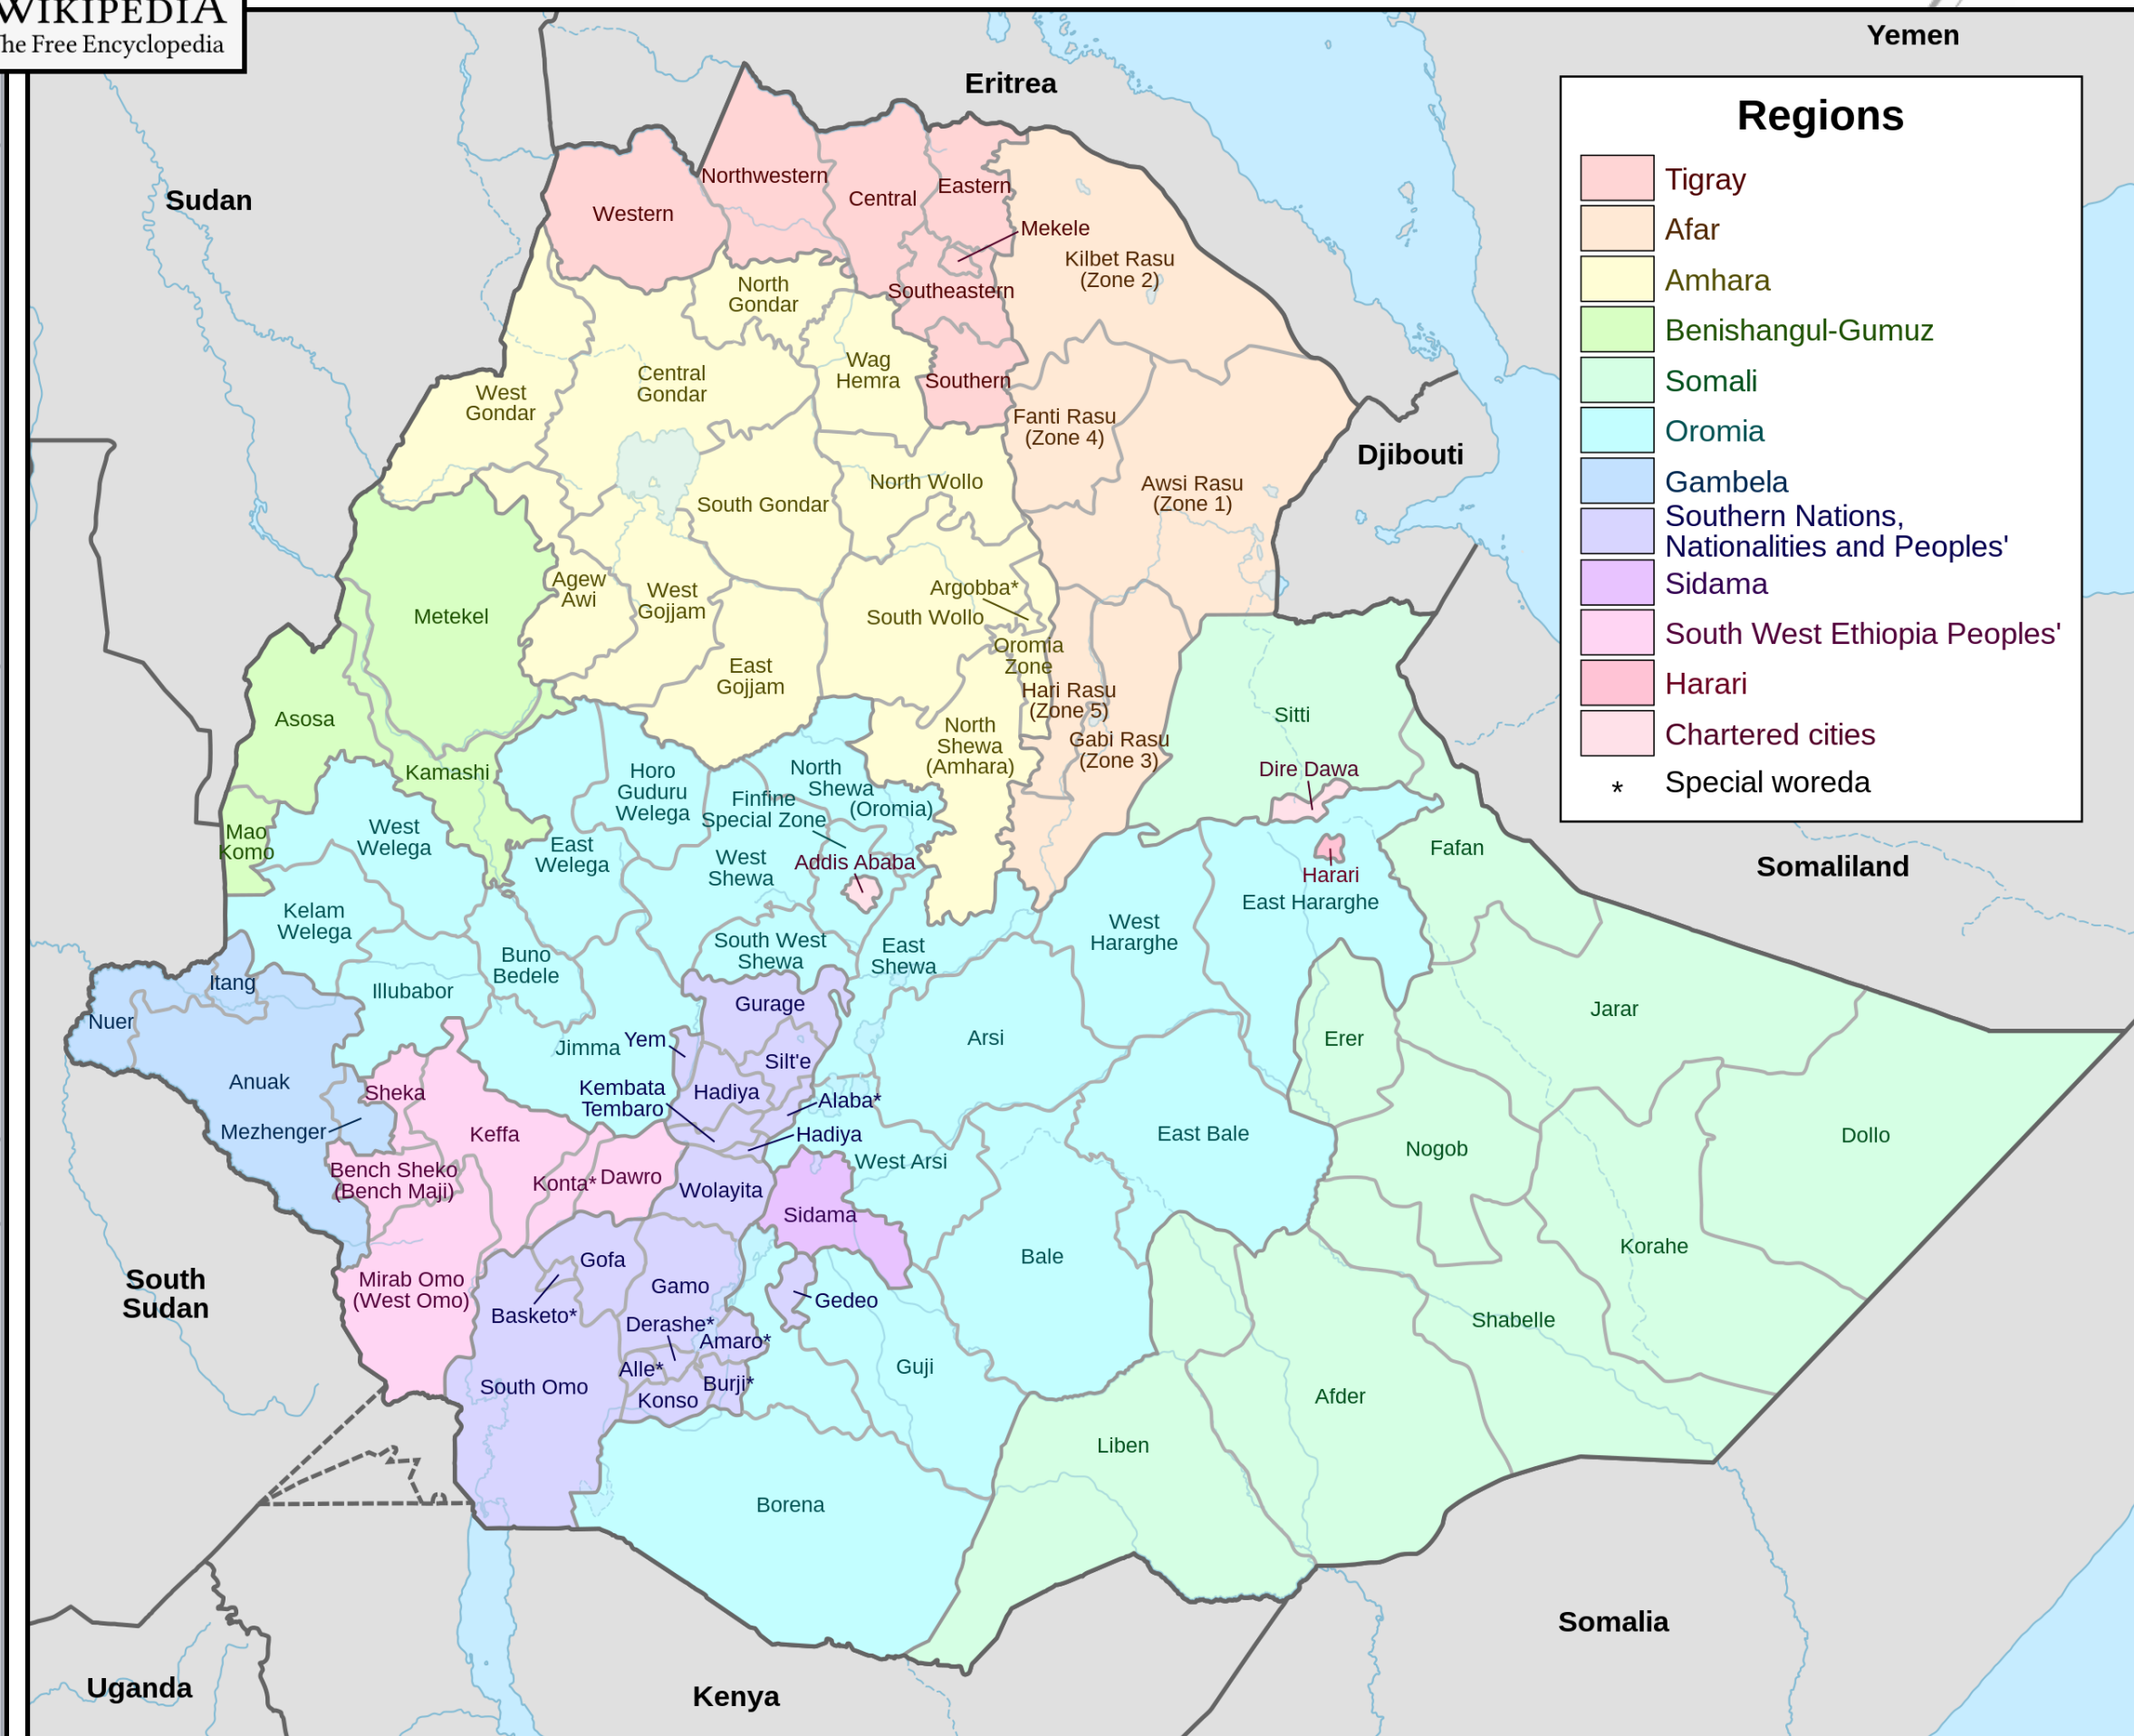 WIKIPEDIA
The Free Encyclopedia
Yemen
Eritrea
Sudan
Djibouti
Somaliland
South
Sudan
Somalia
Uganda
Kenya
Regions
Tigray
Afar
Amhara
Benishangul-Gumuz
Somali
Oromia
Gambela
Southern Nations,
Nationalities and Peoples'
Sidama
South West Ethiopia Peoples'
Harari
Chartered cities
* Special woreda
Western
Northwestern
Central
Eastern
Mekele
Southeastern
Southern
Kilbet Rasu
(Zone 2)
Fanti Rasu
(Zone 4)
Awsi Rasu
(Zone 1)
Hari Rasu
(Zone 5)
Gabi Rasu
(Zone 3)
North
Gondar
Wag
Hemra
Central
Gondar
West
Gondar
South Gondar
North Wollo
Agew
Awi
West
Gojjam
East
Gojjam
Argobba*
South Wollo
Oromia
Zone
North
Shewa
(Amhara)
Metekel
Asosa
Kamashi
Mao
Komo
Sitti
Dire Dawa
Harari
Fafan
Jarar
Erer
Nogob
Dollo
Korahe
Shabelle
Afder
Liben
West
Welega
Kelam
Welega
East
Welega
Horo
Guduru
Welega
North
Shewa
(Oromia)
Finfine
Special Zone
West
Shewa
Addis Ababa
South West
Shewa
East
Shewa
West
Hararghe
East Hararghe
Buno
Bedele
Illubabor
Jimma
Arsi
West Arsi
East Bale
Bale
Guji
Borena
Itang
Nuer
Anuak
Mezhenger
Sheka
Keffa
Bench Sheko
(Bench Maji)
Konta*
Dawro
Mirab Omo
(West Omo)
Gurage
Yem
Silt'e
Hadiya
Kembata
Tembaro
Alaba*
Hadiya
Wolayita
Sidama
Gedeo
Gofa
Gamo
Basketo*
Derashe*
Amaro*
Alle*
Burji*
Konso
South Omo